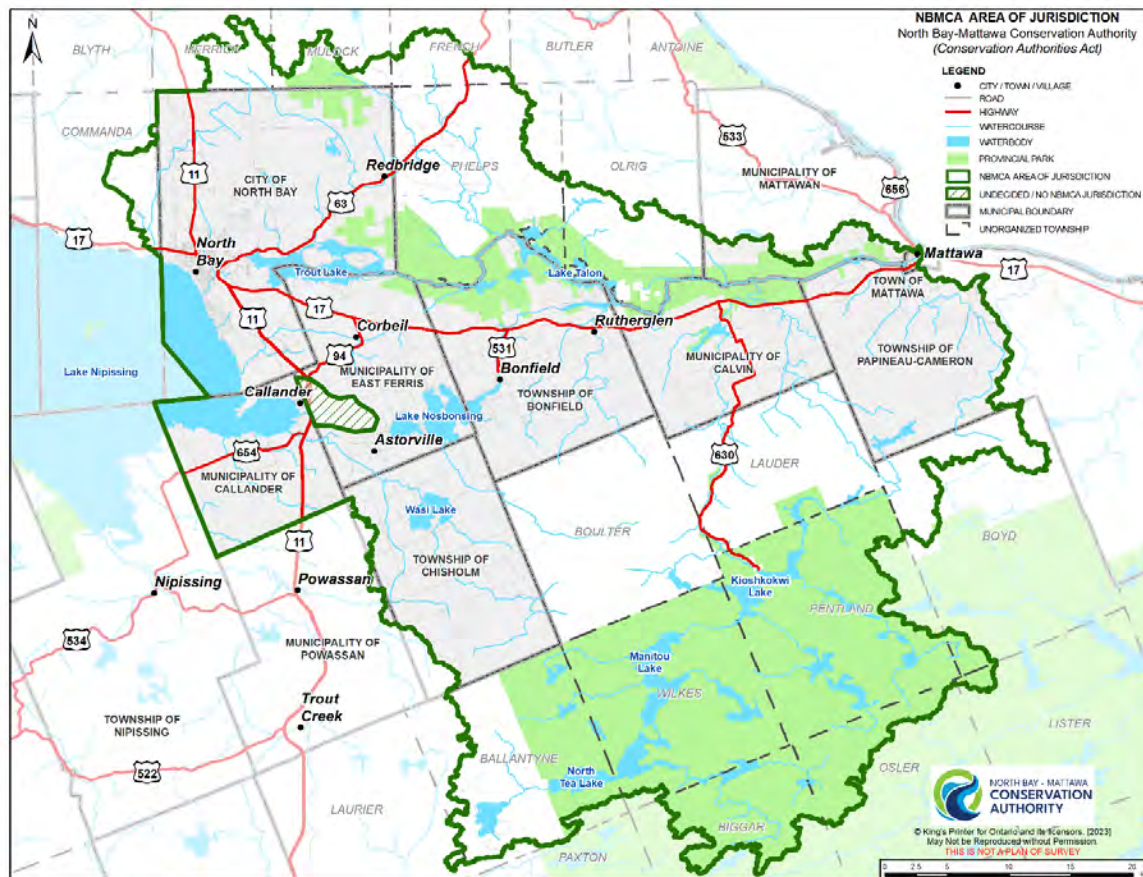 NBMCA AREA OF JURISDICTION
North Bay-Mattawa Conservation Authority
(Conservation Authorities Act)
LEGEND
CITY / TOWN / VILLAGE
ROAD
HIGHWAY
WATERCOURSE
WATERBODY
PROVINCIAL PARK
NBMCA AREA OF JURISDICTION
UNDECIDED / NO NBMCA JURISDICTION
MUNICIPAL BOUNDARY
UNORGANIZED TOWNSHIP
N
BLYTH
MERRICK
MULOCK
FRENCH
BUTLER
ANTOINE
COMMANDA
11
CITY OF
NORTH BAY
Redbridge
63
PHELPS
OLRIG
533
MUNICIPALITY OF
MATTAWAN
656
17
North
Bay
Trout Lake
Lake Talon
Mattawa
17
TOWN OF
MATTAWA
11
17
Corbeil
94
531
Rutherglen
MUNICIPALITY OF
EAST FERRIS
Bonfield
TOWNSHIP OF
BONFIELD
MUNICIPALITY OF
CALVIN
TOWNSHIP OF
PAPINEAU-CAMERON
Lake Nipissing
Callander
Lake Nosbonsing
Astorville
654
MUNICIPALITY OF
CALLANDER
630
LAUDER
Wasi Lake
BOULTER
BOYD
11
TOWNSHIP OF
CHISHOLM
Nipissing
Powassan
Kioshkokwi
Lake
PENTLAND
534
MUNICIPALITY OF
POWASSAN
Manitou
Lake
WILKES
Trout
Creek
TOWNSHIP OF
NIPISSING
522
BALLANTYNE
North
Tea Lake
LISTER
OSLER
LAURIER
BIGGAR
PAXTON
NORTH BAY - MATTAWA
CONSERVATION
AUTHORITY
© King's Printer for Ontario and its licensors. [2023]
May Not be Reproduced without Permission.
THIS IS NOT A PLAN OF SURVEY
0 2.5 5 10 15 20